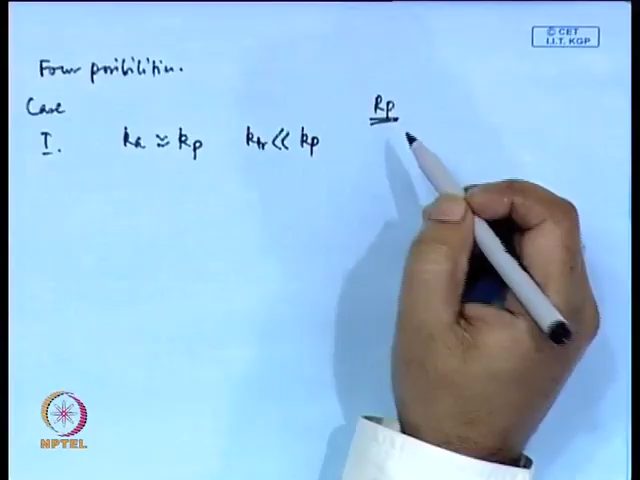 © CET
I.I.T. KGP
Four possibilities.
Case
Rp
I. ka ≈ kp ktr << kp
NPTEL